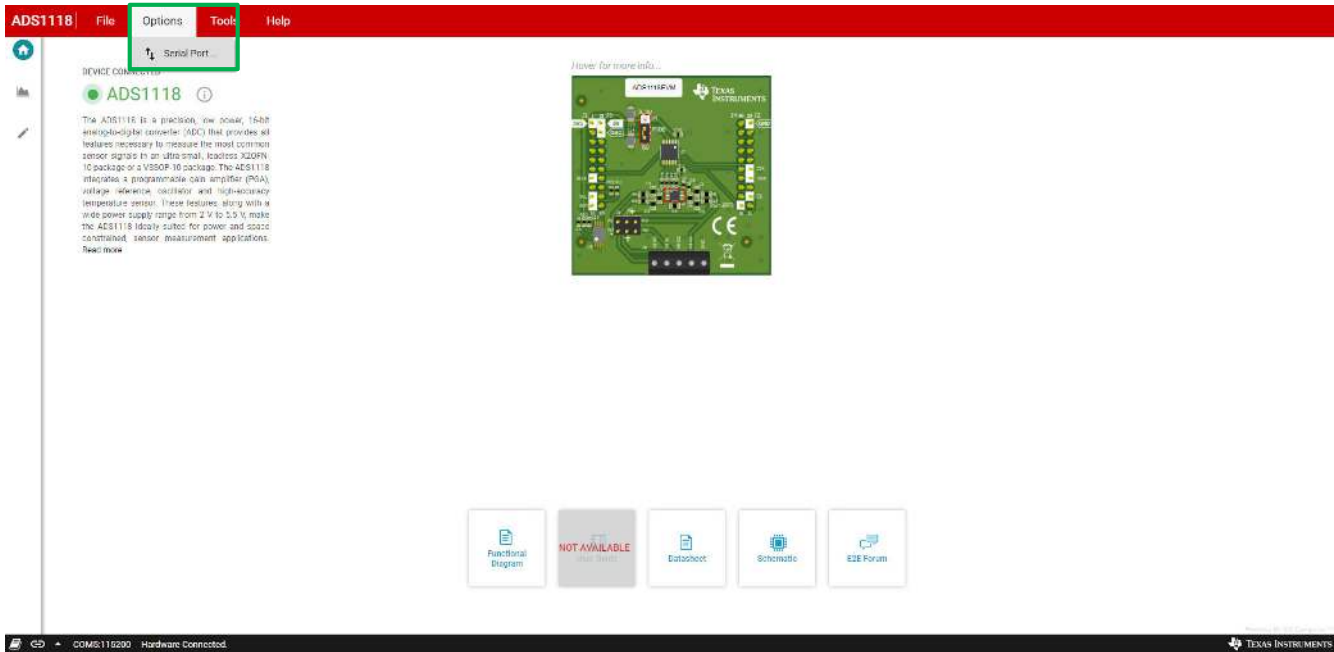 ADS1118 File Options Tools Help
Serial Port...
DEVICE CONNECTED
ADS1118
The ADS1118 is a precision, low power, 16-bit
analog-to-digital converter (ADC) that provides all
features necessary to measure the most common
sensor signals in an ultra-small, leadless X2QFN-
10 package or a VSSOP-10 package. The ADS1118
integrates a programmable gain amplifier (PGA),
voltage reference, oscillator and high-accuracy
temperature sensor. These features, along with a
wide power supply range from 2 V to 5.5 V, make
the ADS1118 ideally suited for power and space
constrained, sensor measurement applications.
Read more
Hover for more info...
ADS1118EVM
TEXAS
INSTRUMENTS
CE
Functional
Diagram
NOT AVAILABLE
Datasheet
Schematic
E2E Forum
COM5:115200 Hardware Connected.
TEXAS INSTRUMENTS